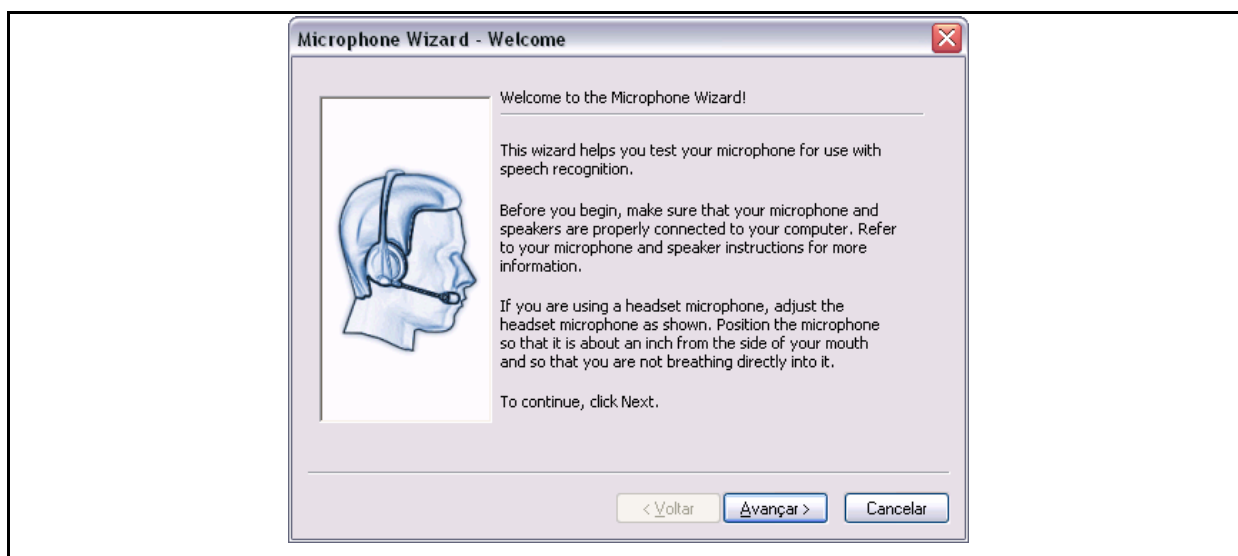 Microphone Wizard - Welcome
Welcome to the Microphone Wizard!
This wizard helps you test your microphone for use with
speech recognition.
Before you begin, make sure that your microphone and
speakers are properly connected to your computer. Refer
to your microphone and speaker instructions for more
information.
If you are using a headset microphone, adjust the
headset microphone as shown. Position the microphone
so that it is about an inch from the side of your mouth
and so that you are not breathing directly into it.
To continue, click Next.
< Voltar
Avançar >
Cancelar